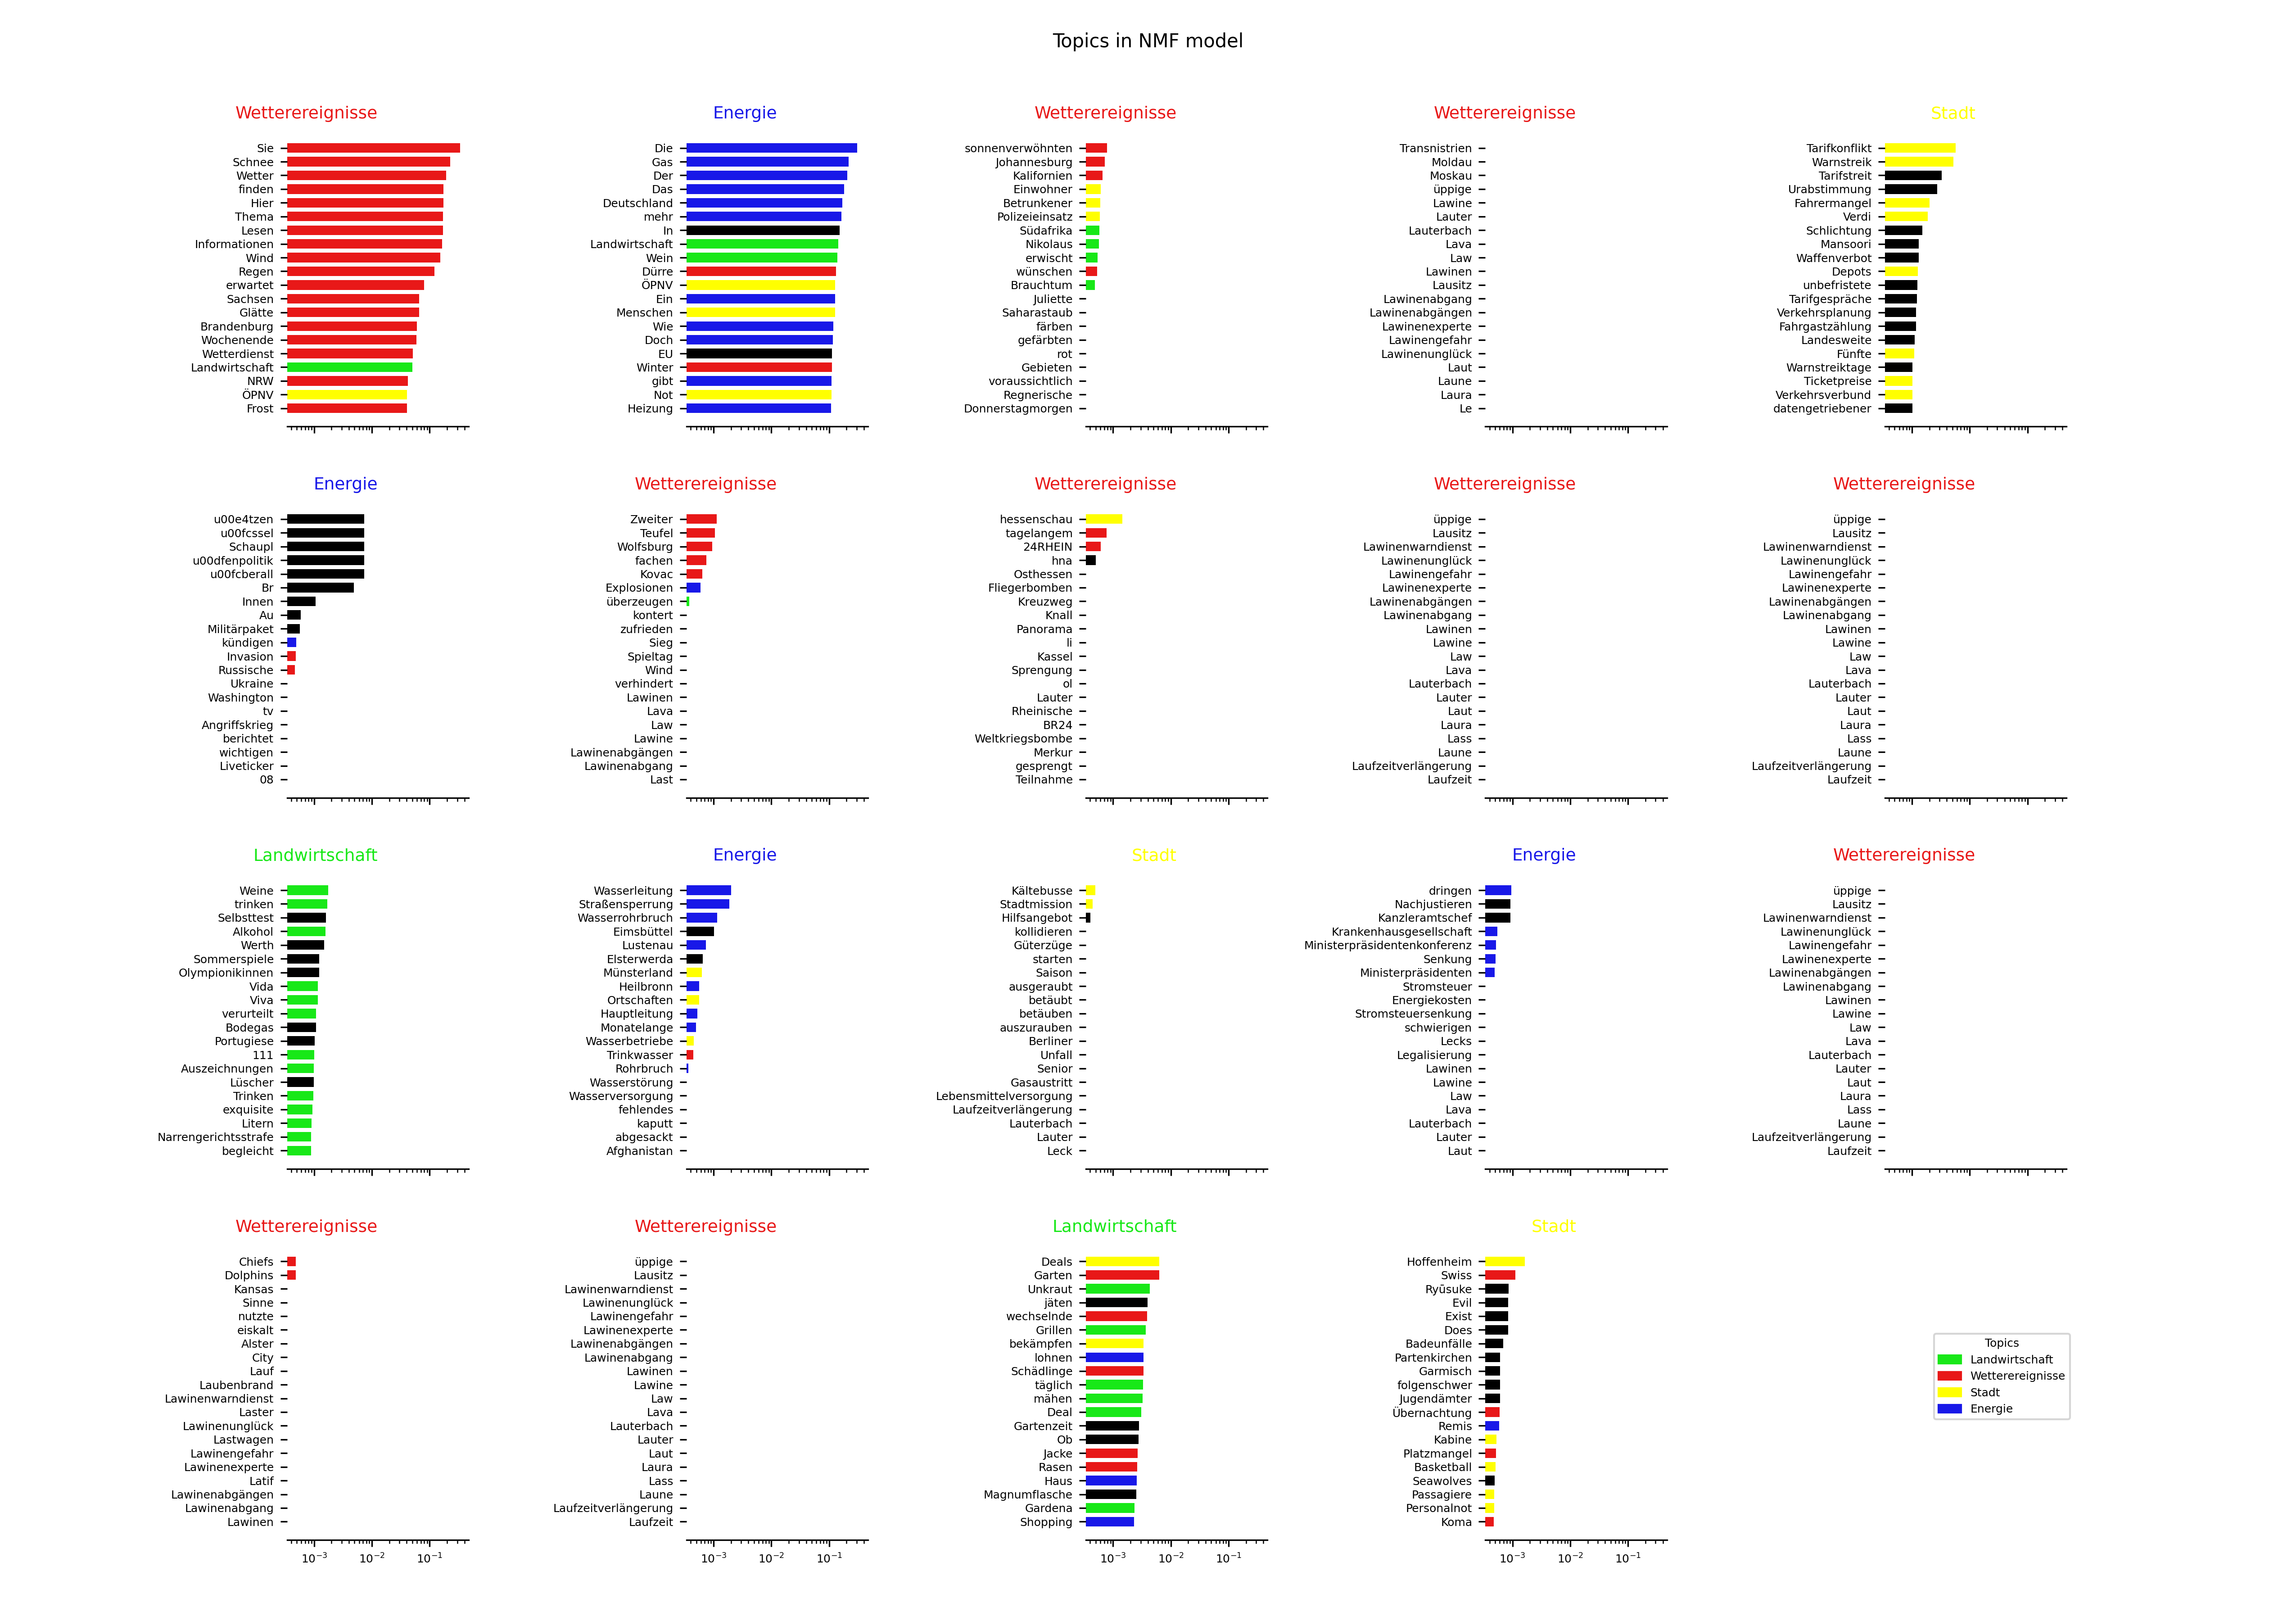 Topics in NMF model
Wetterereignisse
Sie
Schnee
Wetter
finden
Hier
Thema
Lesen
Informationen
Wind
Regen
erwartet
Sachsen
Glätte
Brandenburg
Wochenende
Wetterdienst
Landwirtschaft
NRW
ÖPNV
Frost
Energie
Die
Gas
Der
Das
Deutschland
mehr
In
Landwirtschaft
Wein
Dürre
ÖPNV
Ein
Menschen
Wie
Doch
EU
Winter
gibt
Not
Heizung
Wetterereignisse
sonnenverwöhnten
Johannesburg
Kalifornien
Einwohner
Betrunkener
Polizeieinsatz
Südafrika
Nikolaus
erwischt
wünschen
Brauchtum
Juliette
Saharastaub
färben
gefärbten
rot
Gebieten
voraussichtlich
Regnerische
Donnerstagmorgen
Wetterereignisse
Transnistrien
Moldau
Moskau
üppige
Lawine
Lauter
Lauterbach
Lava
Law
Lawinen
Lausitz
Lawinenabgang
Lawinenabgängen
Lawinenexperte
Lawinengefahr
Lawinenunglück
Laut
Laune
Laura
Le
Stadt
Tarifkonflikt
Warnstreik
Tarifstreit
Urabstimmung
Fahrermangel
Verdi
Schlichtung
Mansoori
Waffenverbot
Depots
unbefristete
Tarifgespräche
Verkehrsplanung
Fahrgastzählung
Landesweite
Fünfte
Warnstreiktage
Ticketpreise
Verkehrsverbund
datengetriebener
Energie
u00e4tzen
u00fcssel
Schaupl
u00dfenpolitik
u00fcberall
Br
Innen
Au
Militärpaket
kündigen
Invasion
Russische
Ukraine
Washington
tv
Angriffskrieg
berichtet
wichtigen
Liveticker
08
Wetterereignisse
Zweiter
Teufel
Wolfsburg
fachen
Kovac
Explosionen
überzeugen
kontert
zufrieden
Sieg
Spieltag
Wind
verhindert
Lawinen
Lava
Law
Lawine
Lawinenabgängen
Lawinenabgang
Last
Wetterereignisse
hessenschau
tagelangem
24RHEIN
hna
Osthessen
Fliegerbomben
Kreuzweg
Knall
Panorama
li
Kassel
Sprengung
ol
Lauter
Rheinische
BR24
Weltkriegsbombe
Merkur
gesprengt
Teilnahme
Wetterereignisse
üppige
Lausitz
Lawinenwarndienst
Lawinenunglück
Lawinengefahr
Lawinenexperte
Lawinenabgängen
Lawinenabgang
Lawinen
Lawine
Law
Lava
Lauterbach
Lauter
Laut
Laura
Lass
Laune
Laufzeitverlängerung
Laufzeit
Wetterereignisse
üppige
Lausitz
Lawinenwarndienst
Lawinenunglück
Lawinengefahr
Lawinenexperte
Lawinenabgängen
Lawinenabgang
Lawinen
Lawine
Law
Lava
Lauterbach
Lauter
Laut
Laura
Lass
Laune
Laufzeitverlängerung
Laufzeit
Landwirtschaft
Weine
trinken
Selbsttest
Alkohol
Werth
Sommerspiele
Olympionikinnen
Vida
Viva
verurteilt
Bodegas
Portugiese
111
Auszeichnungen
Lüscher
Trinken
exquisite
Litern
Narrengerichtsstrafe
begleicht
Energie
Wasserleitung
Straßensperrung
Wasserrohrbruch
Eimsbüttel
Lustenau
Elsterwerda
Münsterland
Heilbronn
Ortschaften
Hauptleitung
Monatelange
Wasserbetriebe
Trinkwasser
Rohrbruch
Wasserstörung
Wasserversorgung
fehlendes
kaputt
abgesackt
Afghanistan
Stadt
Kältebusse
Stadtmission
Hilfsangebot
kollidieren
Güterzüge
starten
Saison
ausgeraubt
betäubt
betäuben
auszurauben
Berliner
Unfall
Senior
Gasaustritt
Lebensmittelversorgung
Laufzeitverlängerung
Lauterbach
Lauter
Leck
Energie
dringen
Nachjustieren
Kanzleramtschef
Krankenhausgesellschaft
Ministerpräsidentenkonferenz
Senkung
Ministerpräsidenten
Stromsteuer
Energiekosten
Stromsteuersenkung
schwierigen
Lecks
Legalisierung
Lawinen
Lawine
Law
Lava
Lauterbach
Lauter
Laut
Wetterereignisse
üppige
Lausitz
Lawinenwarndienst
Lawinenunglück
Lawinengefahr
Lawinenexperte
Lawinenabgängen
Lawinenabgang
Lawinen
Lawine
Law
Lava
Lauterbach
Lauter
Laut
Laura
Lass
Laune
Laufzeitverlängerung
Laufzeit
Wetterereignisse
Chiefs
Dolphins
Kansas
Sinne
nutzte
eiskalt
Alster
City
Lauf
Laubenbrand
Lawinenwarndienst
Laster
Lawinenunglück
Lastwagen
Lawinengefahr
Lawinenexperte
Latif
Lawinenabgängen
Lawinenabgang
Lawinen
10⁻³ 10⁻² 10⁻¹
Wetterereignisse
üppige
Lausitz
Lawinenwarndienst
Lawinenunglück
Lawinengefahr
Lawinenexperte
Lawinenabgängen
Lawinenabgang
Lawinen
Lawine
Law
Lava
Lauterbach
Lauter
Laut
Laura
Lass
Laune
Laufzeitverlängerung
Laufzeit
10⁻³ 10⁻² 10⁻¹
Landwirtschaft
Deals
Garten
Unkraut
jäten
wechselnde
Grillen
bekämpfen
lohnen
Schädlinge
täglich
mähen
Deal
Gartenzeit
Ob
Jacke
Rasen
Haus
Magnumflasche
Gardena
Shopping
10⁻³ 10⁻² 10⁻¹
Stadt
Hoffenheim
Swiss
Ryūsuke
Evil
Exist
Does
Badeunfälle
Partenkirchen
Garmisch
folgenschwer
Jugendämter
Übernachtung
Remis
Kabine
Platzmangel
Basketball
Seawolves
Passagiere
Personalnot
Koma
10⁻³ 10⁻² 10⁻¹
Topics
Landwirtschaft
Wetterereignisse
Stadt
Energie